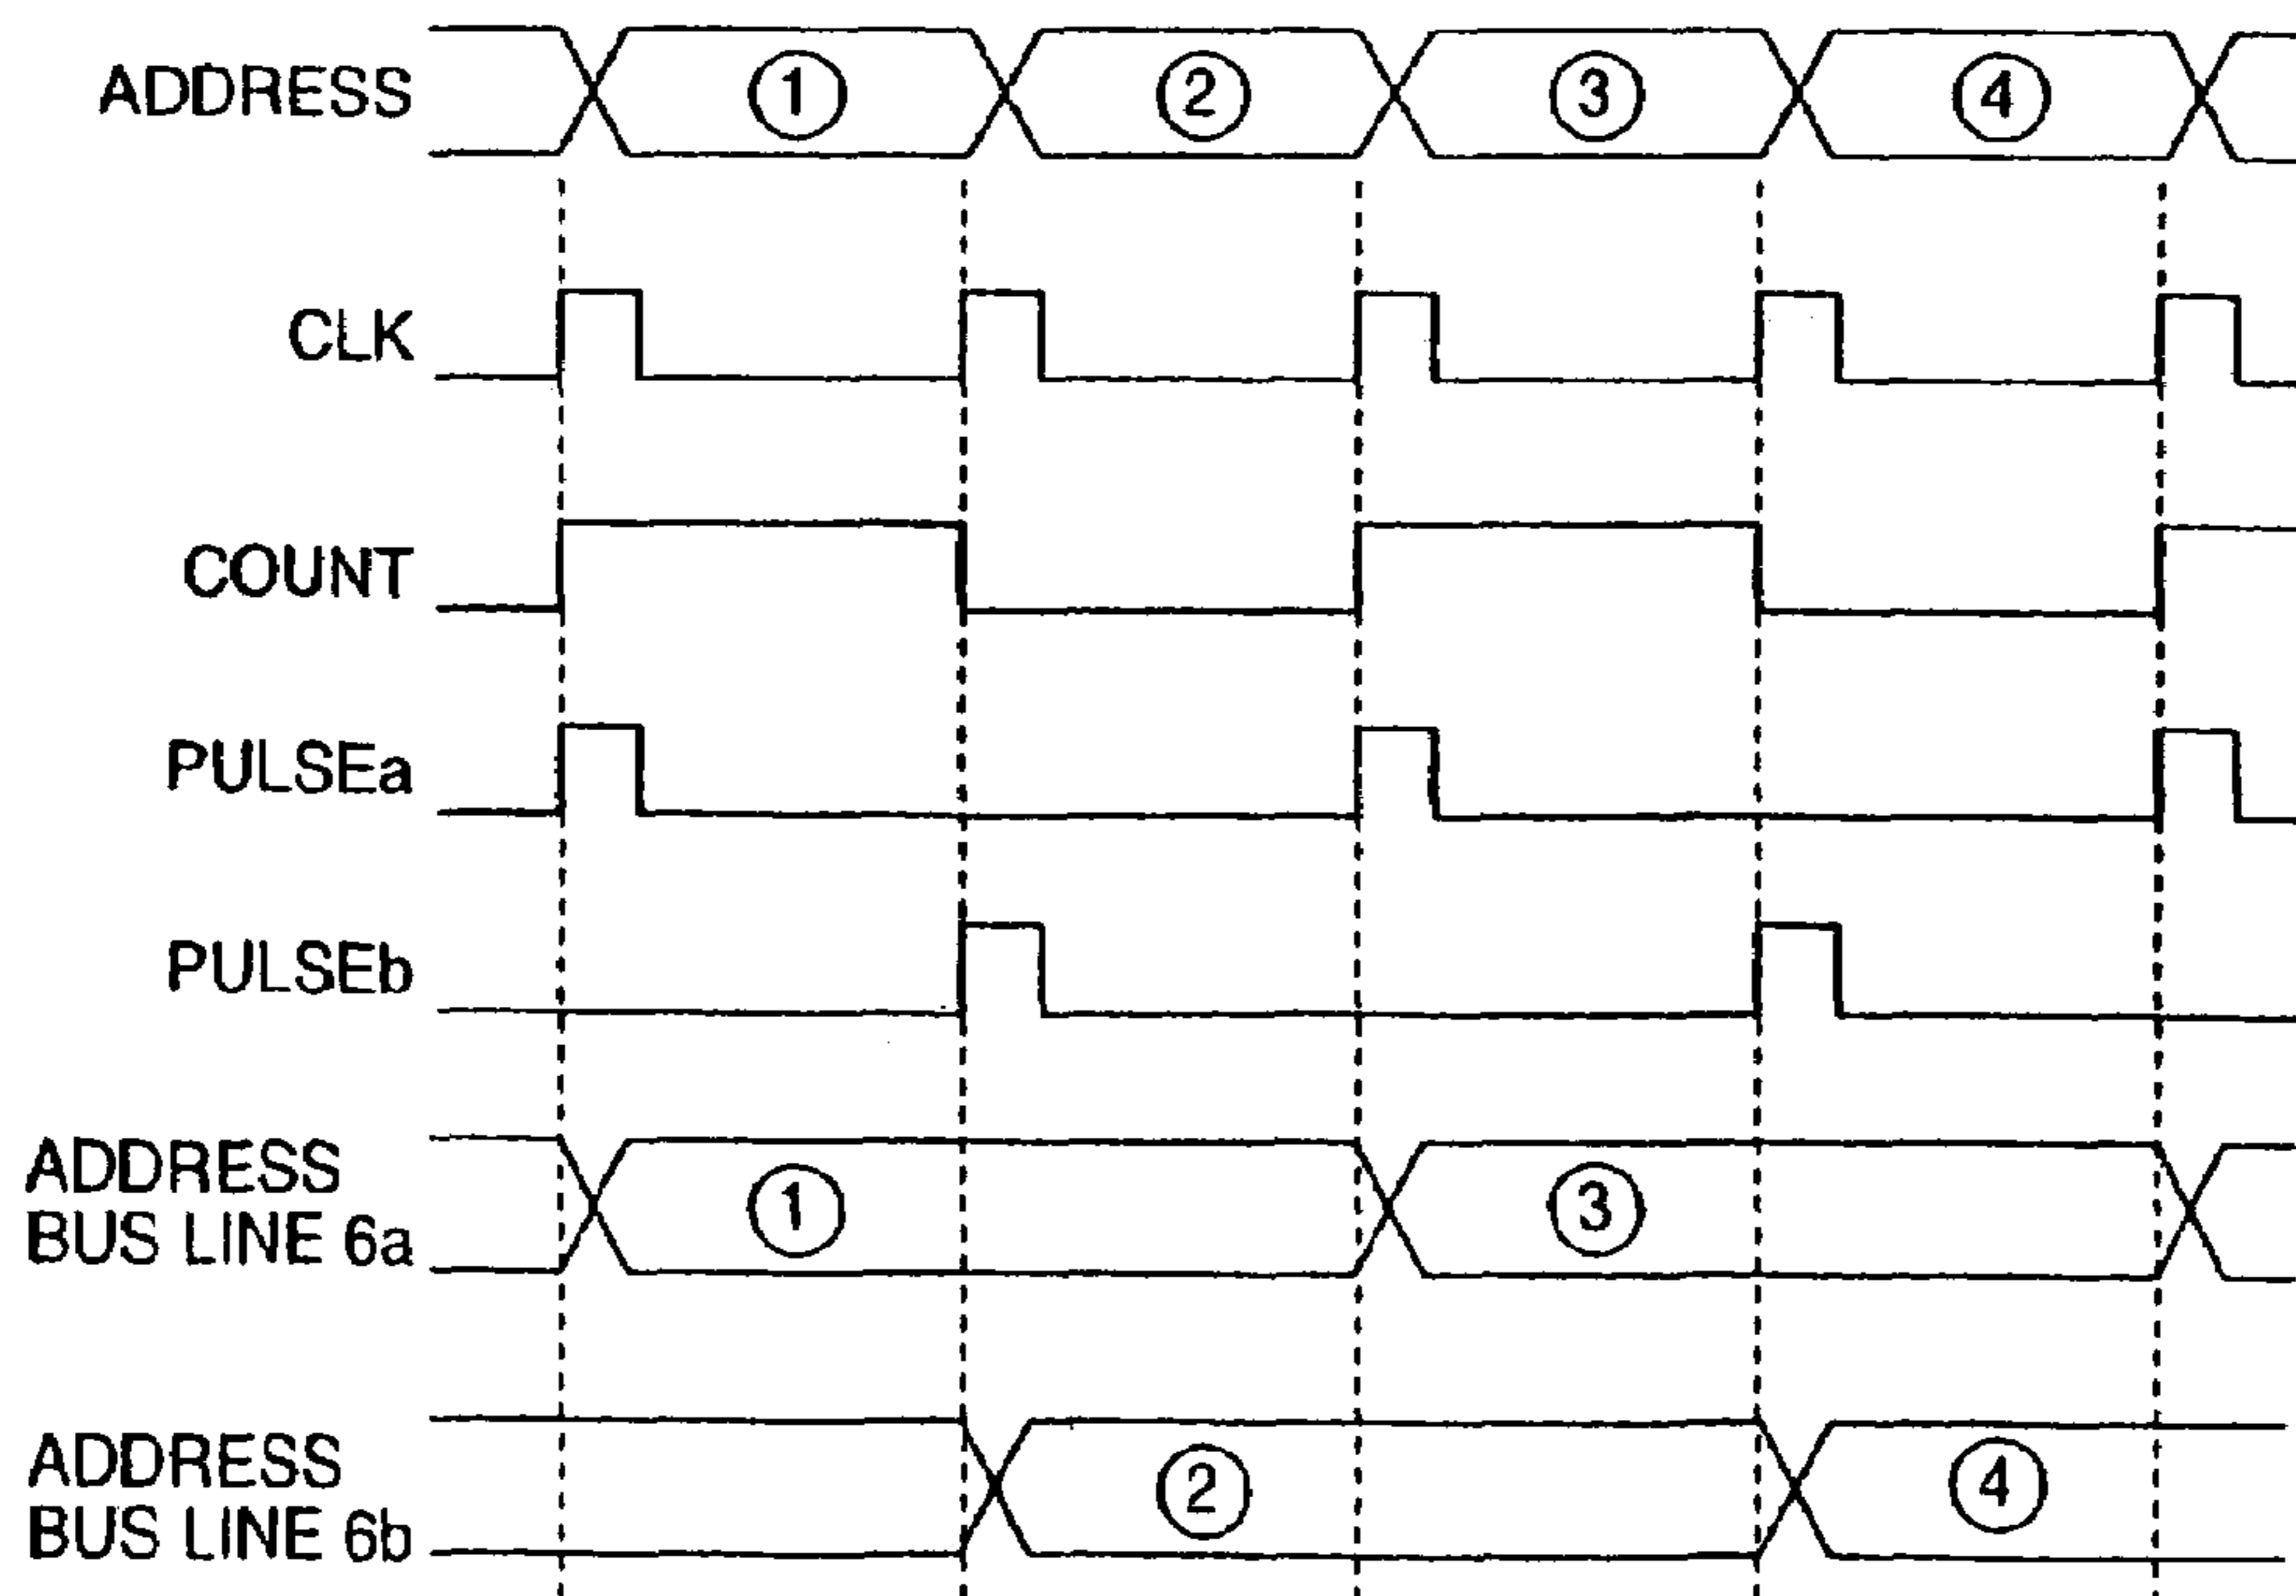 ADDRESS ① ② ③ ④
CLK
COUNT
PULSEa
PULSEb
ADDRESS
BUS LINE 6a ① ③
ADDRESS
BUS LINE 6b ② ④